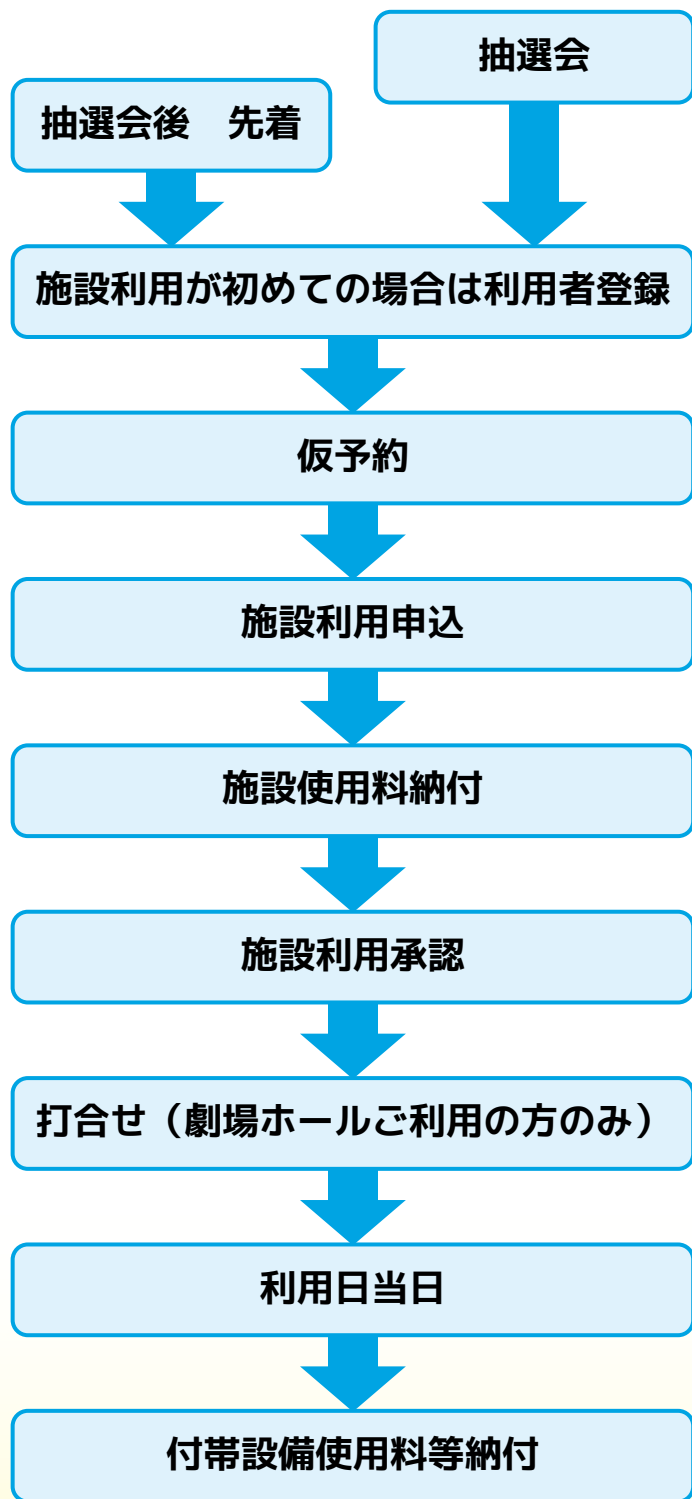 抽選会
抽選会後　先着
施設利用が初めての場合は利用者登録
仮予約
施設利用申込
施設使用料納付
施設利用承認
打合せ（劇場ホールご利用の方のみ）
利用日当日
付帯設備使用料等納付